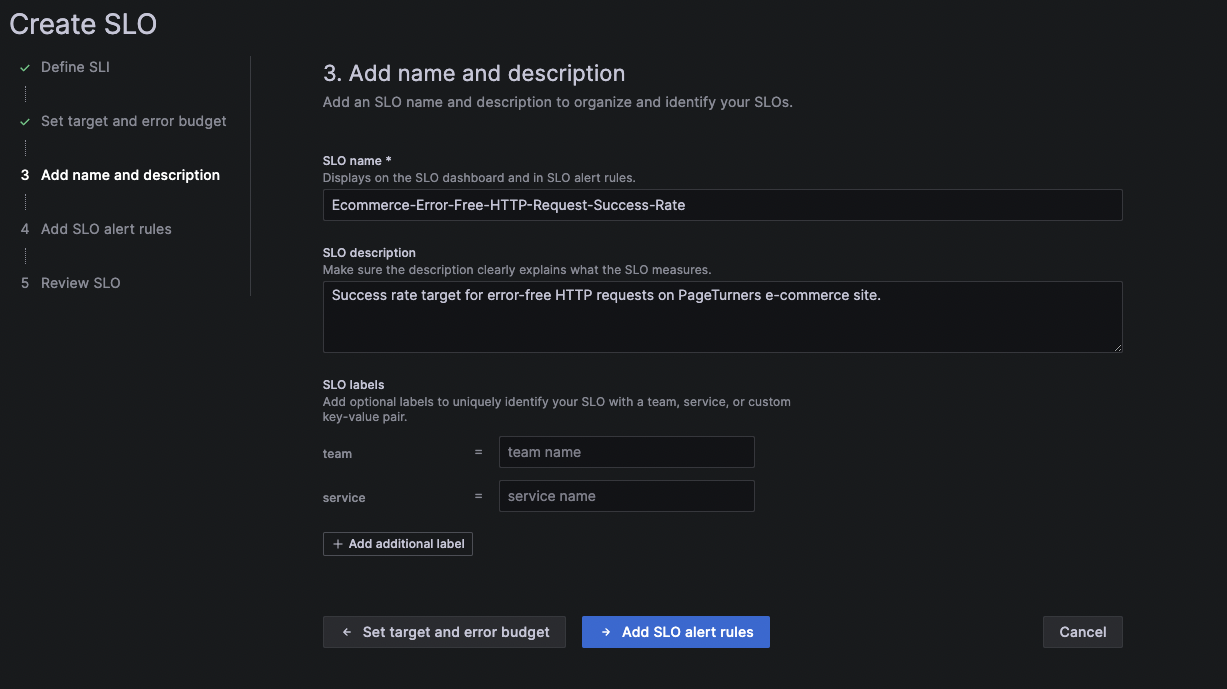 Create SLO
Define SLI
Set target and error budget
3 Add name and description
4 Add SLO alert rules
5 Review SLO
3. Add name and description
Add an SLO name and description to organize and identify your SLOs.
SLO name *
Displays on the SLO dashboard and in SLO alert rules.
Ecommerce-Error-Free-HTTP-Request-Success-Rate
SLO description
Make sure the description clearly explains what the SLO measures.
Success rate target for error-free HTTP requests on PageTurners e-commerce site.
SLO labels
Add optional labels to uniquely identify your SLO with a team, service, or custom
key-value pair.
team = team name
service = service name
+ Add additional label
← Set target and error budget
→ Add SLO alert rules
Cancel